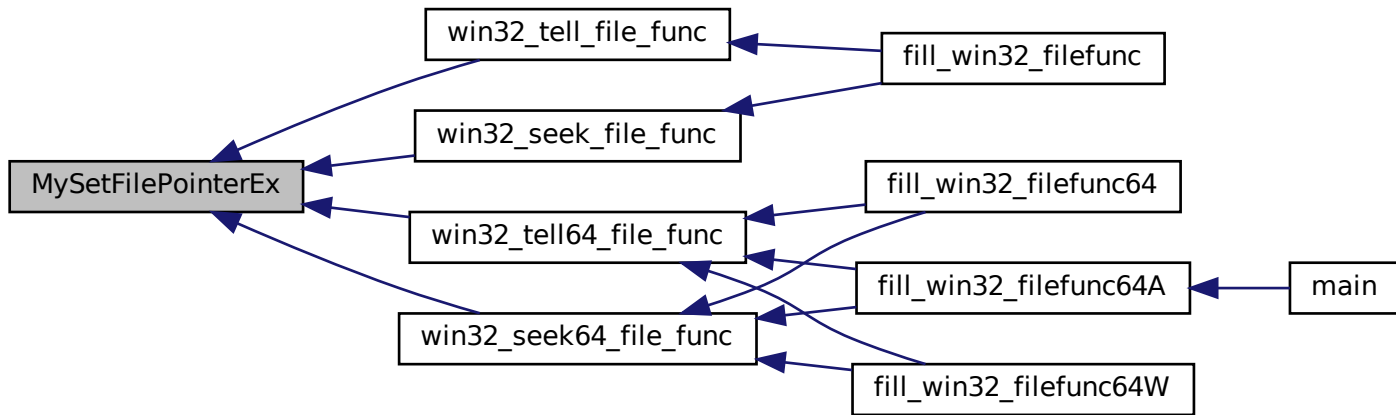 MySetFilePointerEx
win32_tell_file_func
win32_seek_file_func
win32_tell64_file_func
win32_seek64_file_func
fill_win32_filefunc
fill_win32_filefunc64
fill_win32_filefunc64A
fill_win32_filefunc64W
main